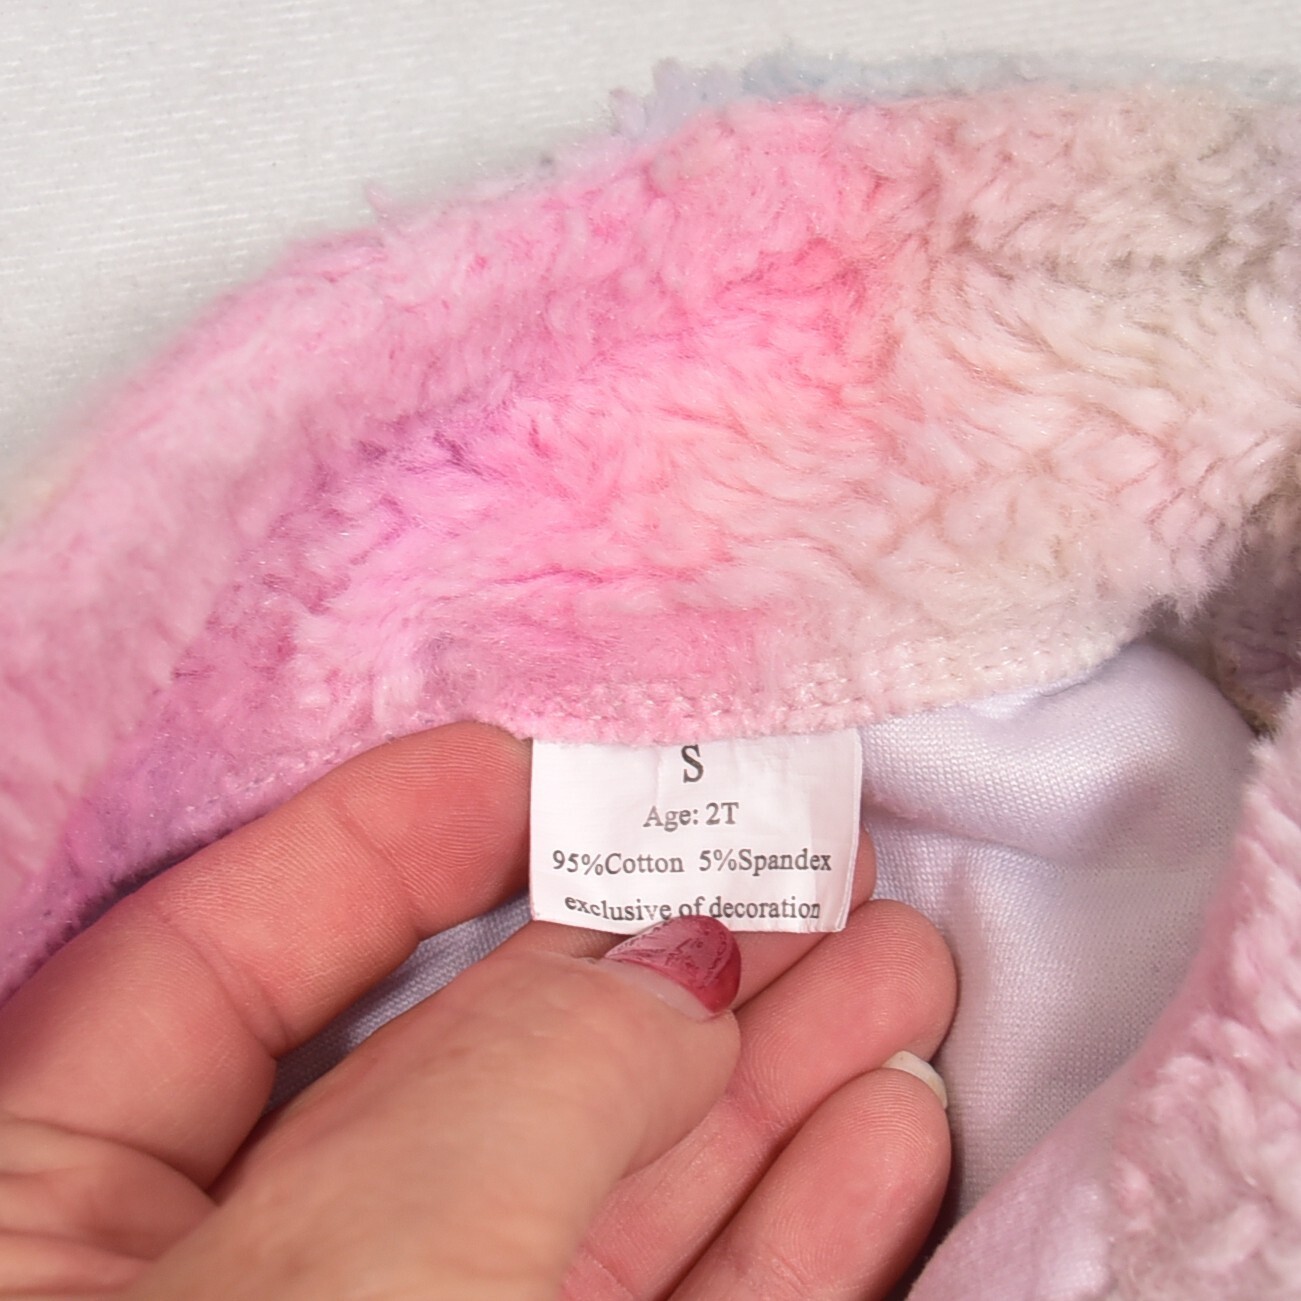 S
Age: 2T
95%Cotton 5%Spandex
exclusive of decoration